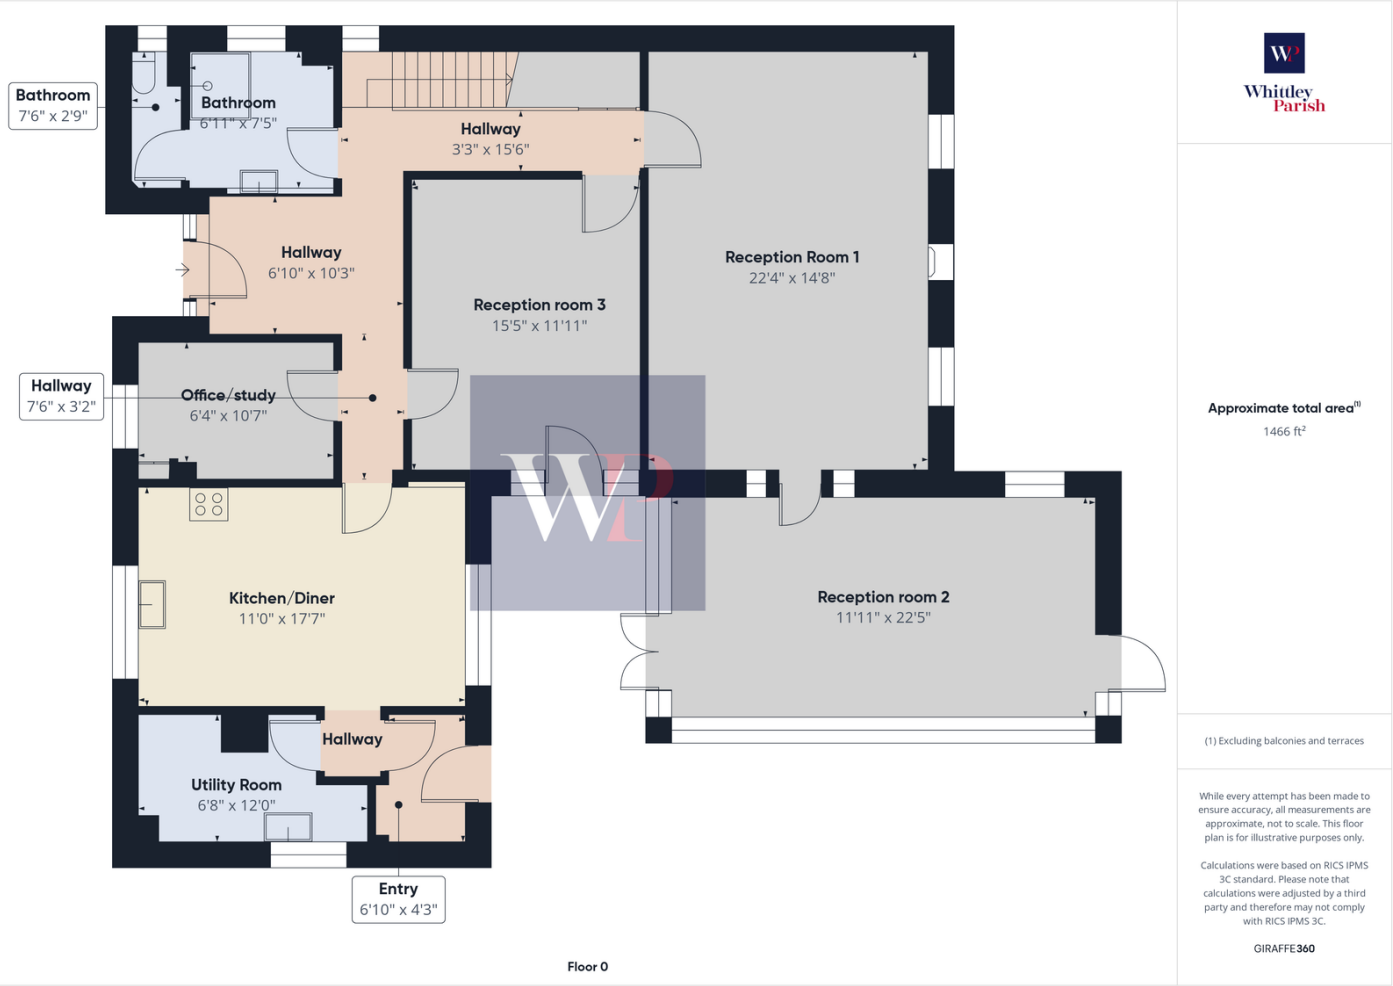 Bathroom
7'6" x 2'9"
Bathroom
6'11" x 7'5"
Hallway
3'3" x 15'6"
Hallway
6'10" x 10'3"
Reception room 3
15'5" x 11'11"
Reception Room 1
22'4" x 14'8"
Hallway
7'6" x 3'2"
Office/study
6'4" x 10'7"
WP
Kitchen/Diner
11'0" x 17'7"
Reception room 2
11'11" x 22'5"
Hallway
Utility Room
6'8" x 12'0"
Entry
6'10" x 4'3"
Floor 0
WP
Whittley
Parish
Approximate total area(1)
1466 ft²
(1) Excluding balconies and terraces
While every attempt has been made to
ensure accuracy, all measurements are
approximate, not to scale. This floor
plan is for illustrative purposes only.
Calculations were based on RICS IPMS
3C standard. Please note that
calculations were adjusted by a third
party and therefore may not comply
with RICS IPMS 3C.
GIRAFFE360